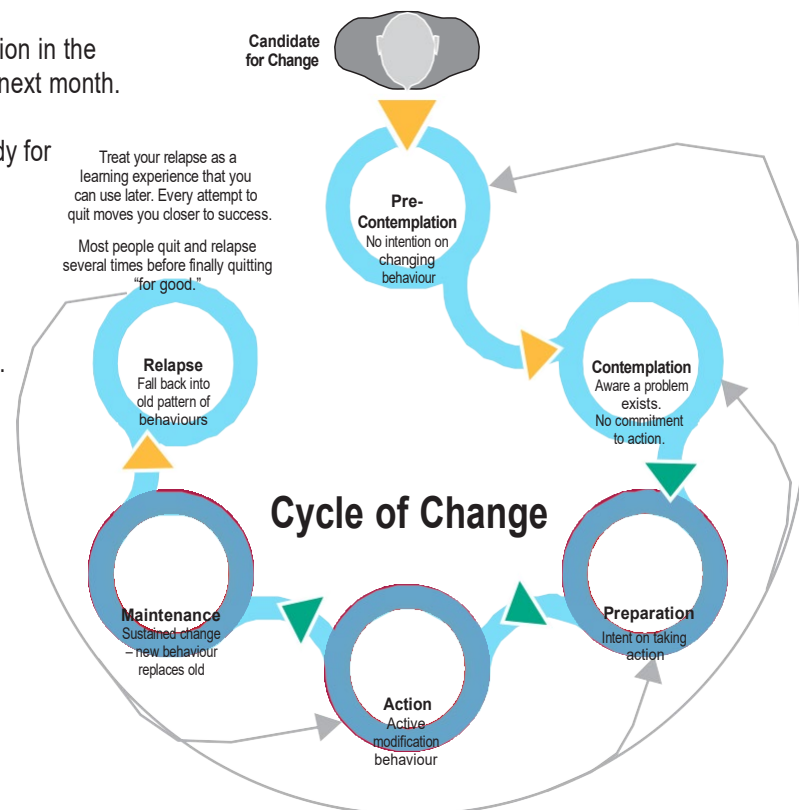 tion in the
next month.
dy for
.
Candidate
for Change
Treat your relapse as a
learning experience that you
can use later. Every attempt to
quit moves you closer to success.
Most people quit and relapse
several times before finally quitting
“for good.”
Pre-
Contemplation
No intention on
changing
behaviour
Contemplation
Aware a problem
exists.
No commitment
to action.
Relapse
Fall back into
old pattern of
behaviours
Cycle of Change
Maintenance
Sustained change
– new behaviour
replaces old
Action
Active
modification
behaviour
Preparation
Intent on taking
action